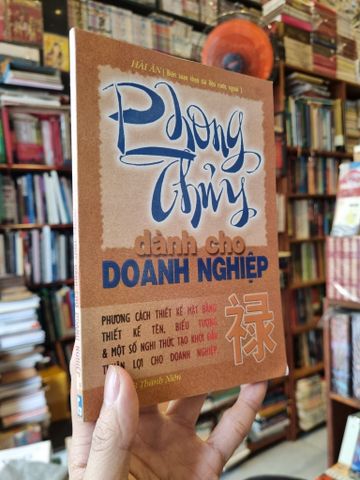 HẢI ÂN (Biên soạn theo tài liệu nước ngoài)
Phong
Thủy
dành cho
DOANH NGHIỆP
PHƯƠNG CÁCH THIẾT KẾ MẶT BẰNG
THIẾT KẾ TÊN, BIỂU TƯỢNG
& MỘT SỐ NGHI THỨC TẠO KHỞI ĐẦU
THUẬN LỢI CHO DOANH NGHIỆP
禄
Thanh Niên